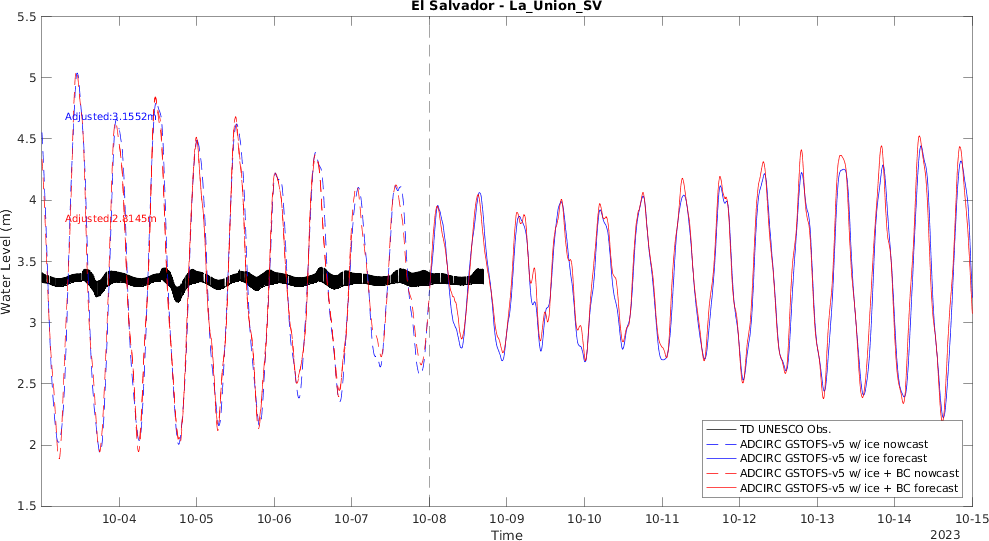 El Salvador - La_Union_SV
5.5
5
4.5
4
3.5
3
2.5
2
1.5
Water Level (m)
Adjusted:3.1552m
Adjusted:2.8145m
TD UNESCO Obs.
ADCIRC GSTOFS-v5 w/ ice nowcast
ADCIRC GSTOFS-v5 w/ ice forecast
ADCIRC GSTOFS-v5 w/ ice + BC nowcast
ADCIRC GSTOFS-v5 w/ ice + BC forecast
10-04 10-05 10-06 10-07 10-08 10-09 10-10 10-11 10-12 10-13 10-14 10-15
Time
2023